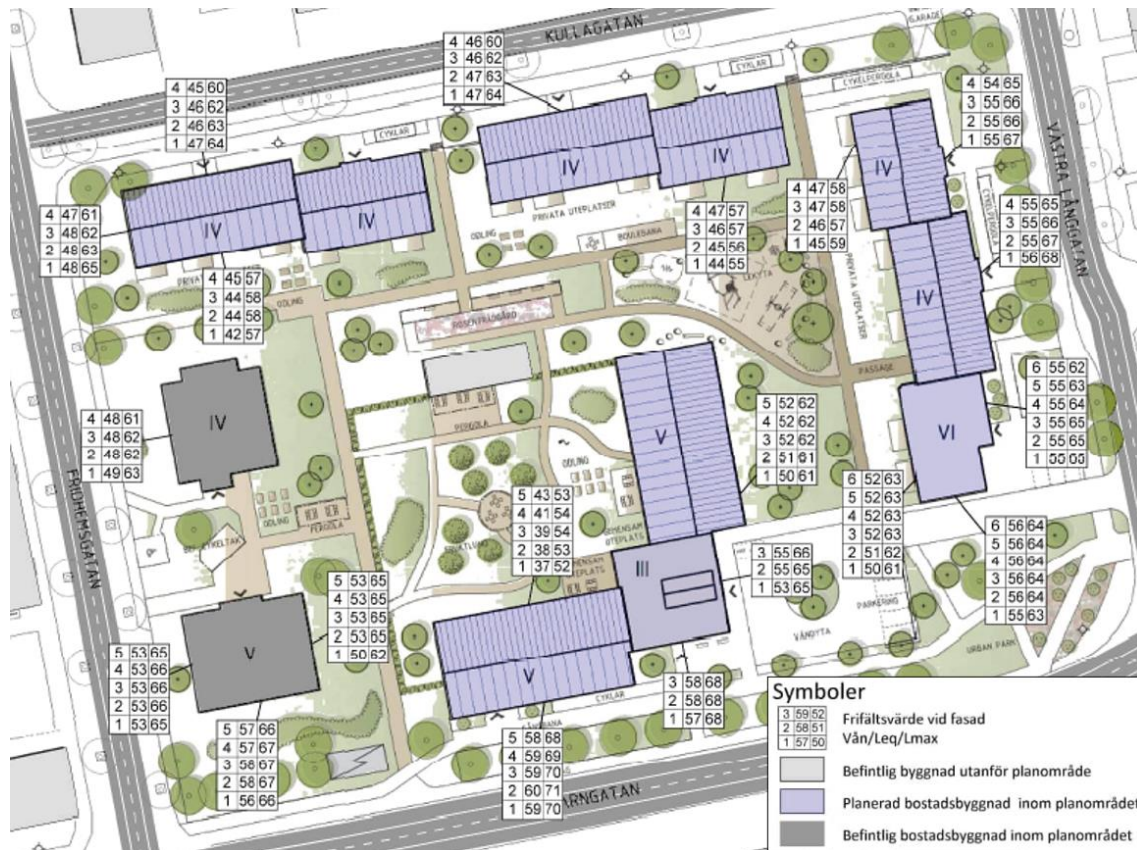 KULLAGATAN
GARAGE
4 46 60
3 46 62
2 47 63
1 47 64
CYKLAR
CYKELPERGOLA
4 45 60
3 46 62
2 46 63
1 47 64
CYKLAR
4 54 65
3 55 66
2 55 66
1 55 67
VÄSTRA LÅNGGATAN
IV
IV
IV
IV
IV
4 47 61
3 48 62
2 48 63
1 48 65
PRIVATA UTEPLATSER
ODLING
BOULEBANA
4 47 57
3 46 57
2 45 56
1 44 55
4 47 58
3 47 58
2 46 57
1 45 59
CYKELPERGOLA
4 55 65
3 55 66
2 55 67
1 56 68
4 45 57
3 44 58
2 44 58
1 42 57
ODLING
LEKYTA
PRIVATA UTEPLATSER
IV
ROSENTRÄDGÅRD
PASSAGE
6 55 62
5 55 63
4 55 64
3 55 65
2 55 65
IV
4 48 61
3 48 62
2 48 62
1 49 63
PERGOLA
V
5 52 62
4 52 62
3 52 62
2 51 61
1 50 61
VI
ODLING
FRIDHEMSGATAN
5 43 53
4 41 54
3 39 54
2 38 53
1 37 52
6 52 63
5 52 63
4 52 63
3 52 63
2 51 62
1 50 61
6 56 64
5 56 64
4 56 64
3 56 64
2 56 64
1 55 63
ODLING
PERGOLA
FRUKTLUND
III
3 55 66
2 55 65
1 53 65
PARKERING
VÄNDYTA
URBAN PARK
5 53 65
4 53 65
3 53 65
2 53 65
1 50 62
V
5 53 65
4 53 66
3 53 66
2 53 66
1 53 65
V
CYKLAR
3 58 68
2 58 68
1 57 68
5 57 66
4 57 67
3 56 67
2 58 67
1 56 66
5 58 68
4 59 69
3 59 70
2 60 71
1 59 70
ARNGATAN
Symboler
3 59 52
2 58 51
1 57 50
Frifältsvärde vid fasad
Vån/Leq/Lmax
Befintlig byggnad utanför planområde
Planerad bostadsbyggnad inom planområdet
Befintlig bostadsbyggnad inom planområdet